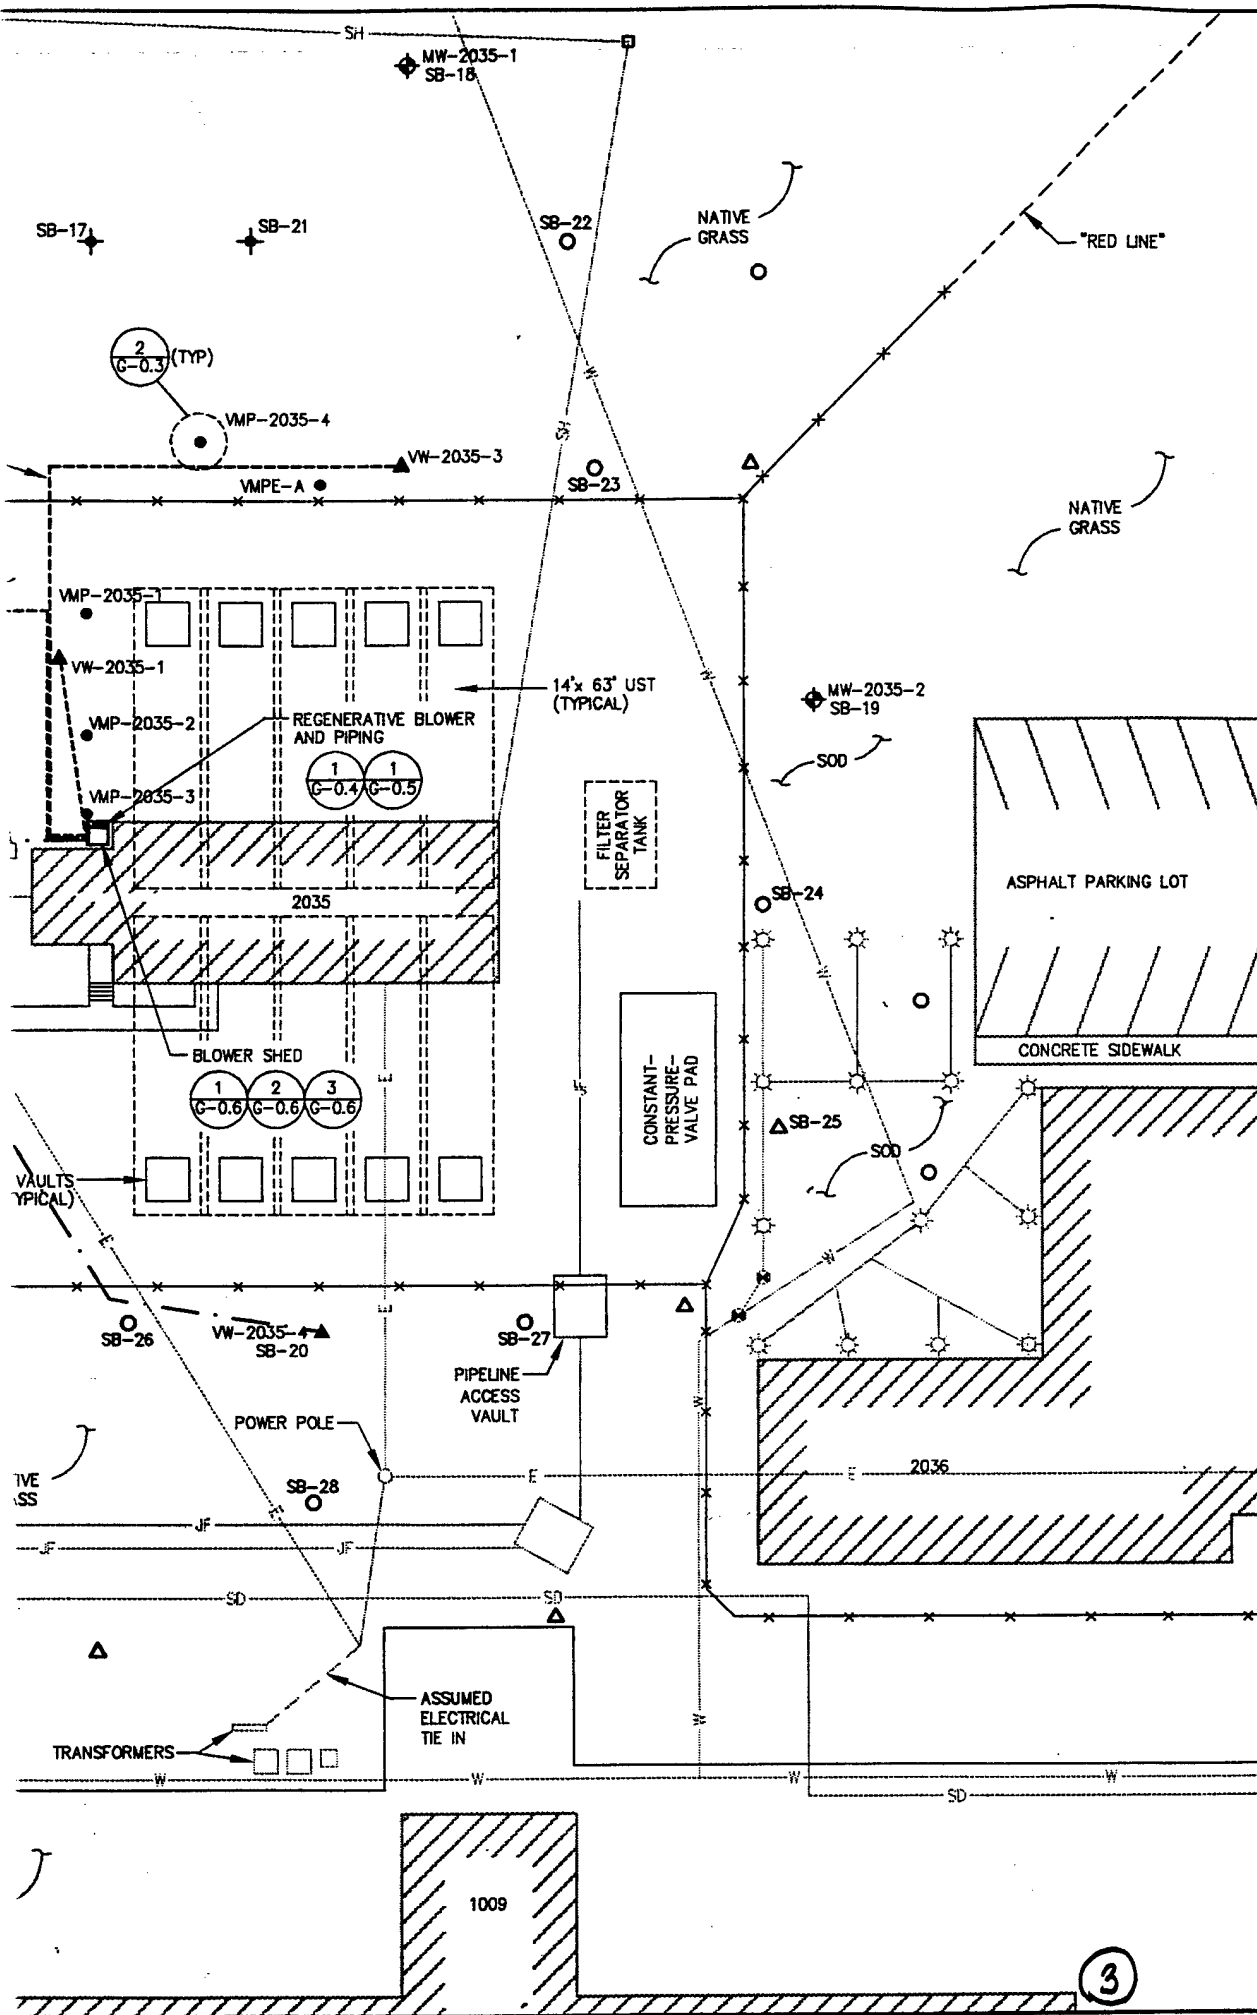 SH
MW-2035-1
SB-18
SB-17
SB-21
SB-22
NATIVE
GRASS
"RED LINE"
2
G-0.3
(TYP)
W
VMP-2035-4
SH
VW-2035-3
VMPE-A
SB-23
NATIVE
GRASS
VMP-2035-1
VW-2035-1
W
14'x 63' UST
(TYPICAL)
MW-2035-2
SB-19
VMP-2035-2
REGENERATIVE BLOWER
AND PIPING
SOD
1
G-0.4
1
G-0.5
VMP-2035-3
FILTER
SEPARATOR
TANK
ASPHALT PARKING LOT
SB-24
2035
W
BLOWER SHED
CONCRETE SIDEWALK
1
G-0.6
2
G-0.6
3
G-0.6
E
CONSTANT-
PRESSURE-
VALVE PAD
SB-25
SOD
VAULTS
YPICAL)
E
W
E
SB-26
VW-2035-4
SB-20
SB-27
PIPELINE
ACCESS
VAULT
W
POWER POLE
IVE
SS
E
E
2036
SB-28
E
JF
JF
JF
SD
SD
ASSUMED
ELECTRICAL
TIE IN
W
TRANSFORMERS
W
W
W
W
SD
1009
3